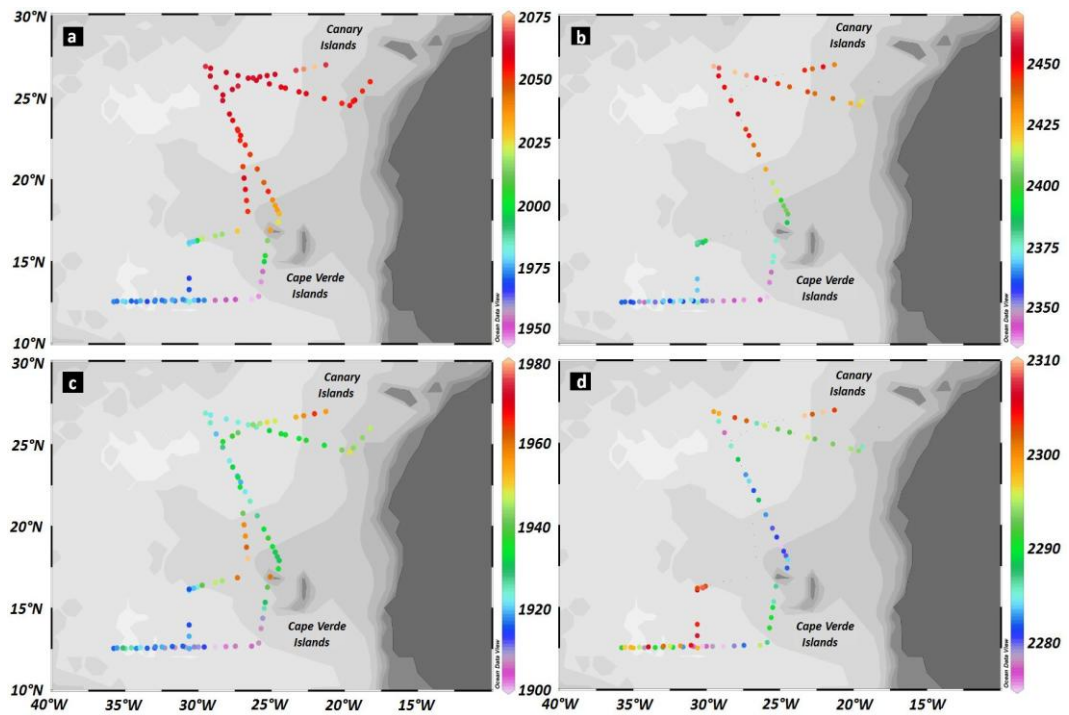 30°N
25°N
20°N
15°N
10°N
a
Canary
Islands
Cape Verde
Islands
Ocean Data View
2075
2050
2025
2000
1975
1950
b
Canary
Islands
Cape Verde
Islands
Ocean Data View
2450
2425
2400
2375
2350
30°N
25°N
20°N
15°N
10°N
c
Canary
Islands
Cape Verde
Islands
Ocean Data View
1980
1960
1940
1920
1900
d
Canary
Islands
Cape Verde
Islands
Ocean Data View
2310
2300
2290
2280
40°W 35°W 30°W 25°W 20°W 15°W
35°W 30°W 25°W 20°W 15°W